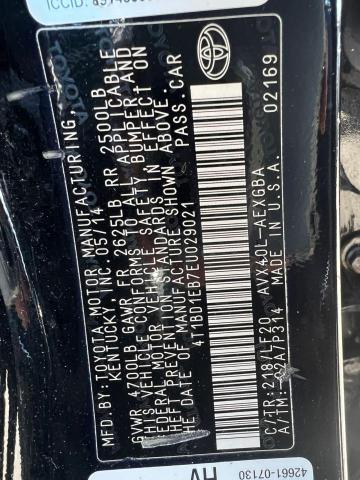 MFD. BY: TOYOTA MOTOR MANUFACTURING,
KENTUCKY, INC. 05/14
GVWR 4700LB GAWR FR 2625LB RR 2500LB
THIS VEHICLE CONFORMS TO ALL APPLICABLE
FEDERAL MOTOR VEHICLE SAFETY, BUMPER, AND
THEFT PREVENTION STANDARDS IN EFFECT ON
THE DATE OF MANUFACTURE SHOWN ABOVE.
4T1BD1EB7EU029021 PASS. CAR
C/TR: 218/LF20 AVX40L-AEXGBA
A/TM: -02A7P314 MADE IN U.S.A. 02169
42661-07130